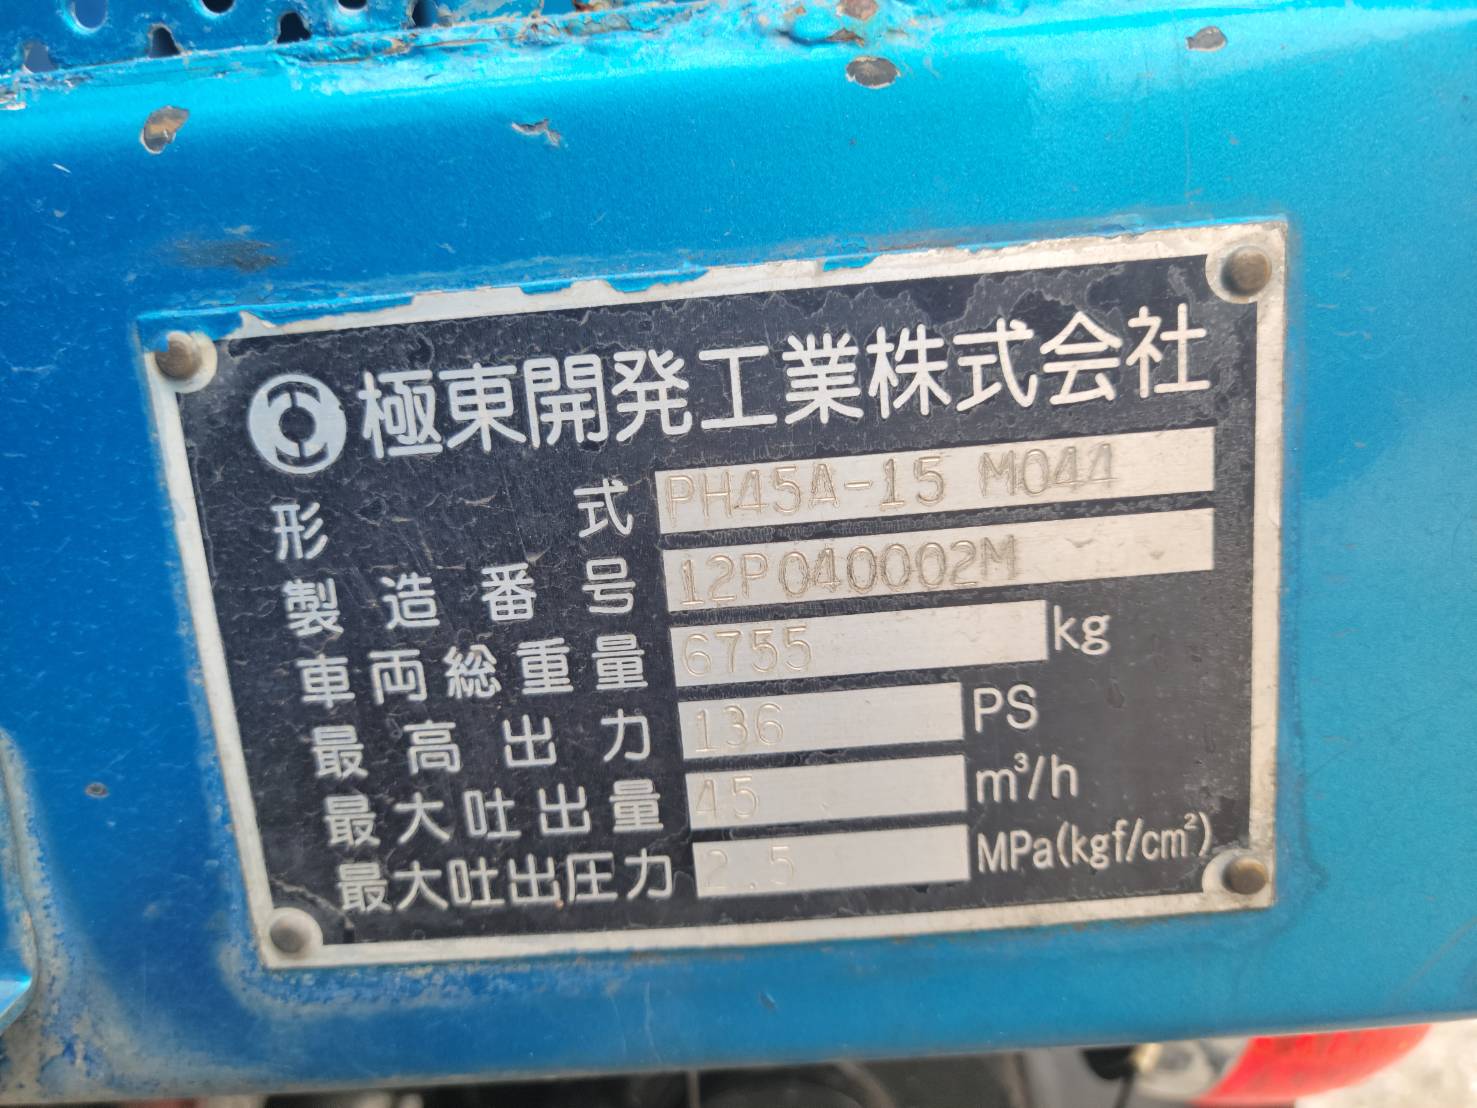 極東開発工業株式会社
形式 PH45A-15 M044
製造番号 12P040002M
車両総重量 6755 kg
最高出力 136 PS
最大吐出量 45 m³/h
最大吐出圧力 2.5 MPa(kgf/cm²)